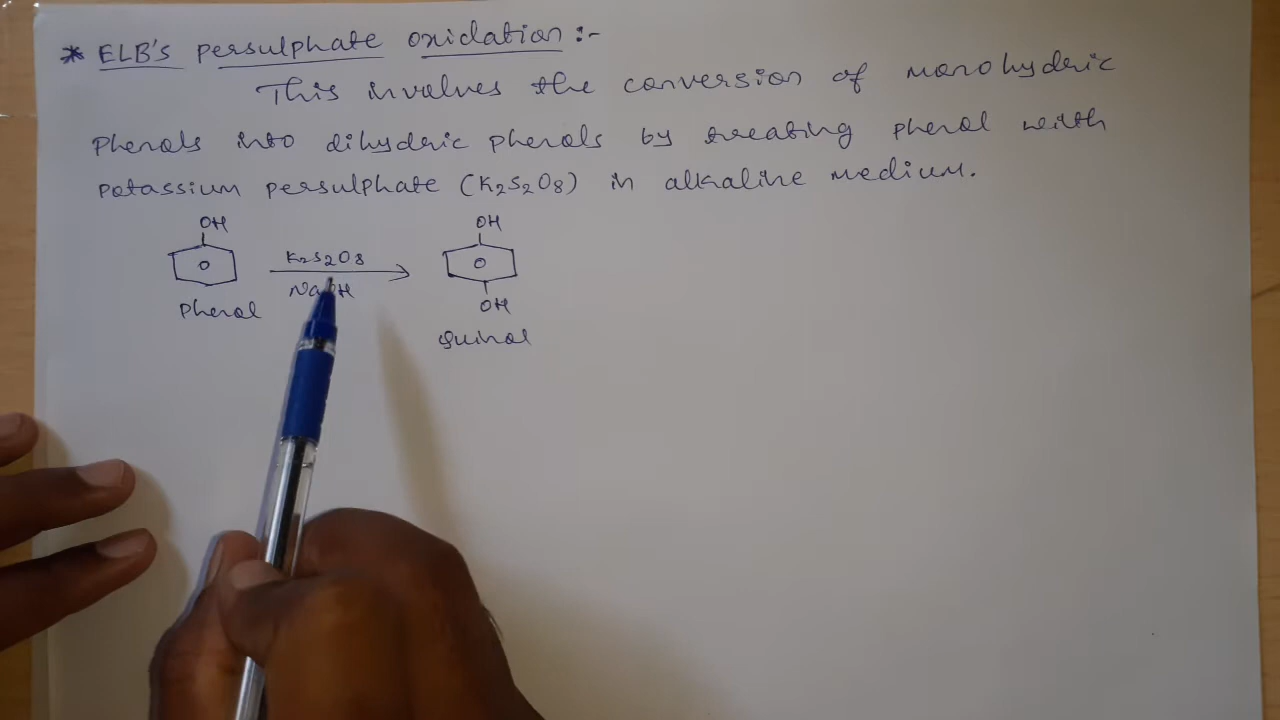 * ELB's persulphate oxidation :-
This involves the conversion of monohydric
phenols into dihydric phenols by treating phenol with
potassium persulphate (K2S2O8) in alkaline medium.
OH
OH
K2S2O8
NaOH
OH
Phenol
Quinol